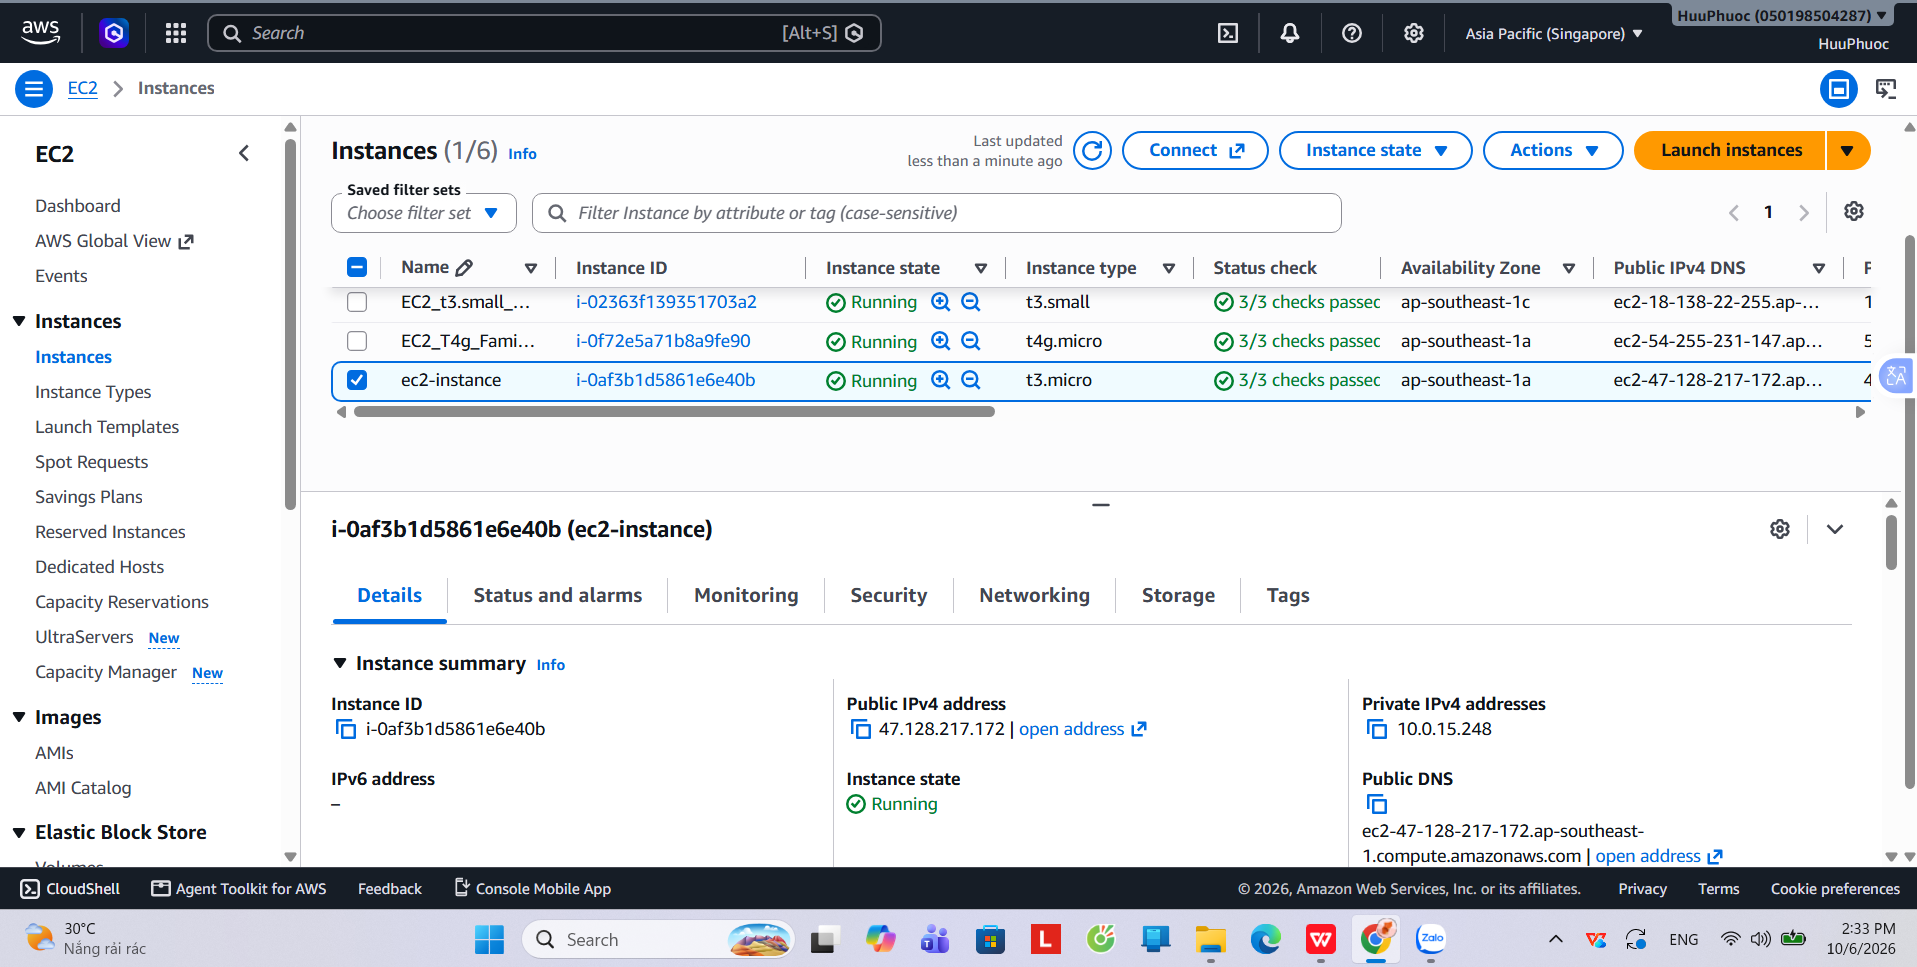 aws
Search
[Alt+S]
Asia Pacific (Singapore)
HuuPhuoc (050198504287)
HuuPhuoc
EC2
Instances
EC2
Dashboard
AWS Global View
Events
Instances
Instances
Instance Types
Launch Templates
Spot Requests
Savings Plans
Reserved Instances
Dedicated Hosts
Capacity Reservations
UltraServers New
Capacity Manager New
Images
AMIs
AMI Catalog
Elastic Block Store
Volumes
Instances (1/6) Info
Last updated
less than a minute ago
Connect
Instance state
Actions
Launch instances
Saved filter sets
Choose filter set
Filter Instance by attribute or tag (case-sensitive)
1
Name Instance ID Instance state Instance type Status check Availability Zone Public IPv4 DNS P
EC2_t3.small_... i-02363f139351703a2 Running t3.small 3/3 checks passed ap-southeast-1c ec2-18-138-22-255.ap-... 1
EC2_T4g_Fami... i-0f72e5a71b8a9fe90 Running t4g.micro 3/3 checks passed ap-southeast-1a ec2-54-255-231-147.ap... 5
ec2-instance i-0af3b1d5861e6e40b Running t3.micro 3/3 checks passed ap-southeast-1a ec2-47-128-217-172.ap... 4
i-0af3b1d5861e6e40b (ec2-instance)
Details Status and alarms Monitoring Security Networking Storage Tags
Instance summary Info
Instance ID
i-0af3b1d5861e6e40b
Public IPv4 address
47.128.217.172 | open address
Private IPv4 addresses
10.0.15.248
IPv6 address
–
Instance state
Running
Public DNS
ec2-47-128-217-172.ap-southeast-
1.compute.amazonaws.com | open address
CloudShell Agent Toolkit for AWS Feedback Console Mobile App
© 2026, Amazon Web Services, Inc. or its affiliates. Privacy Terms Cookie preferences
30°C
Nắng rải rác
Search
L
W
Zalo
ENG
2:33 PM
10/6/2026